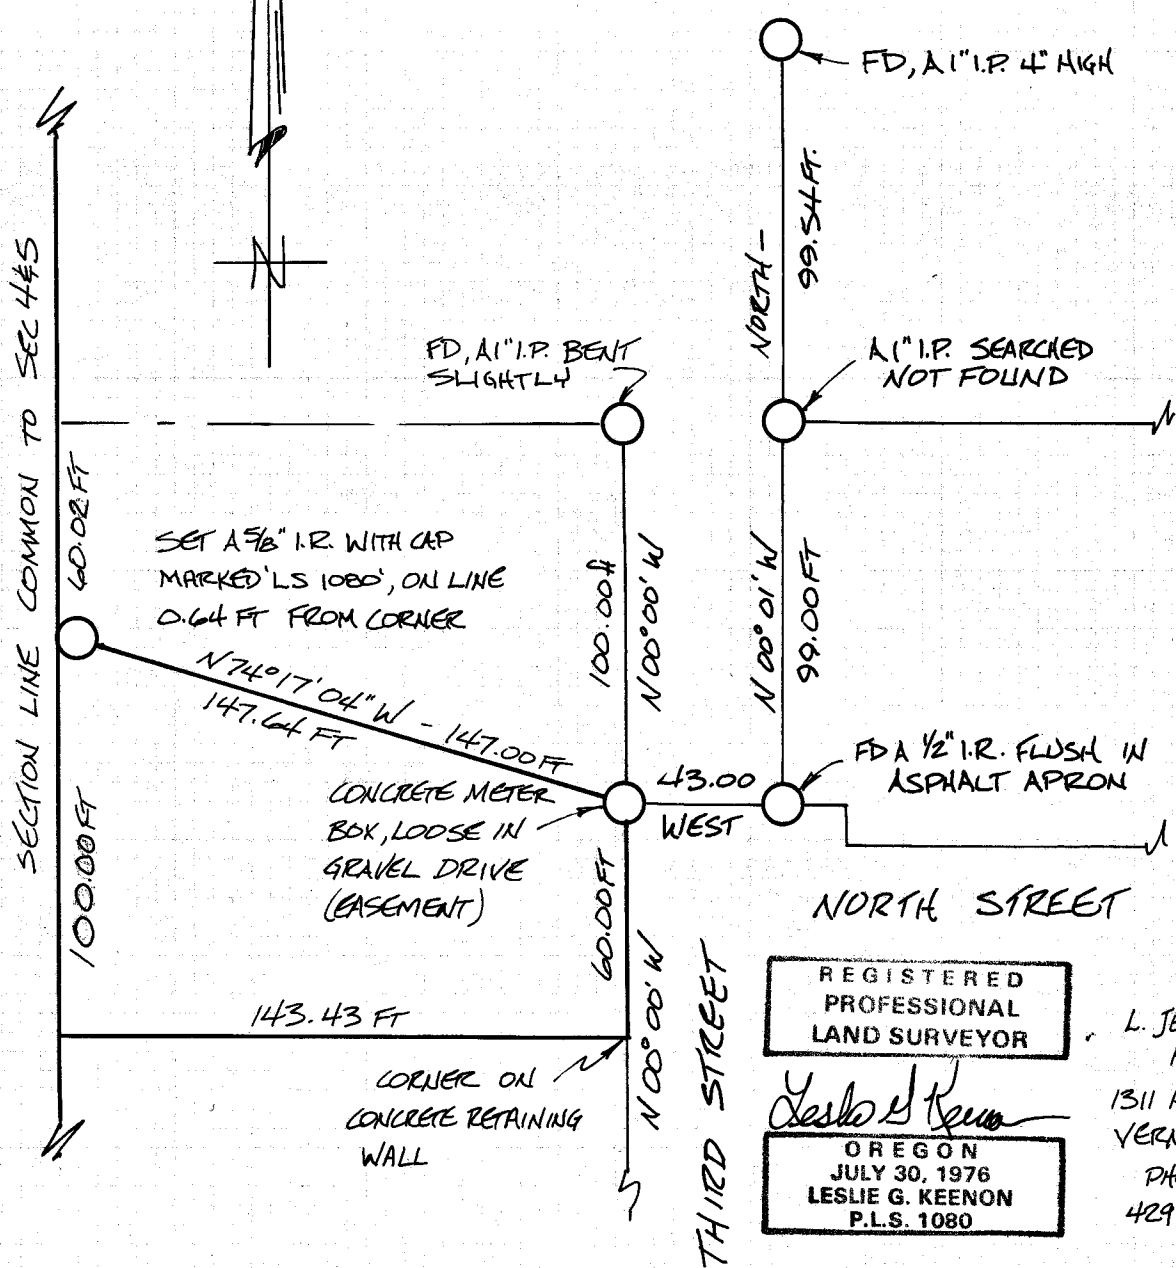 FD, A 1" I.P. 4" HIGH
99.54 FT.
NORTH -
N
SECTION LINE COMMON TO SEC 4&5
FD, A 1" I.P. BENT
SLIGHTLY
A 1" I.P. SEARCHED
NOT FOUND
60.02 FT
SET A 5/8" I.R. WITH CAP
MARKED 'LS 1080', ON LINE
0.64 FT FROM CORNER
100.00 ft
N 00° 00' W
N 00° 01' W
99.00 FT
N 74° 17' 04" W - 147.00 FT
147.64 FT
FD A 1/2" I.R. FLUSH IN
ASPHALT APRON
43.00
WEST
CONCRETE METER
BOX, LOOSE IN
GRAVEL DRIVE
(EASEMENT)
100.00 FT
60.00 FT
N 00° 00' W
NORTH STREET
143.43 FT
CORNER ON
CONCRETE RETAINING
WALL
THIRD STREET
REGISTERED
PROFESSIONAL
LAND SURVEYOR
Leslie G Keenon
OREGON
JULY 30, 1976
LESLIE G. KEENON
P.L.S. 1080
L. JE
1311
VERN
PH
429